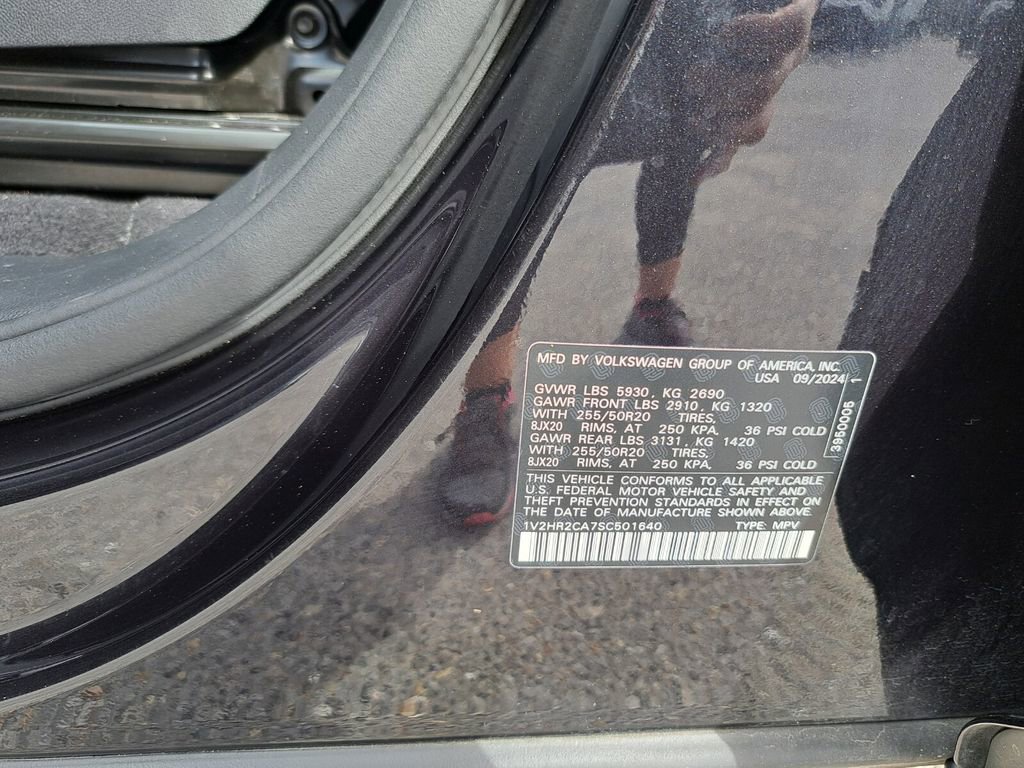 MFD BY VOLKSWAGEN GROUP OF AMERICA, INC.
USA 09/2024
1
GVWR LBS 5930, KG 2690
GAWR FRONT LBS 2910, KG 1320
WITH 255/50R20 TIRES,
8JX20 RIMS, AT 250 KPA. 36 PSI COLD
GAWR REAR LBS 3131, KG 1420
WITH 255/50R20 TIRES,
8JX20 RIMS, AT 250 KPA. 36 PSI COLD
3950005
THIS VEHICLE CONFORMS TO ALL APPLICABLE
U.S. FEDERAL MOTOR VEHICLE SAFETY AND
THEFT PREVENTION STANDARDS IN EFFECT ON
THE DATE OF MANUFACTURE SHOWN ABOVE.
1V2HR2CA7SC501640 TYPE: MPV